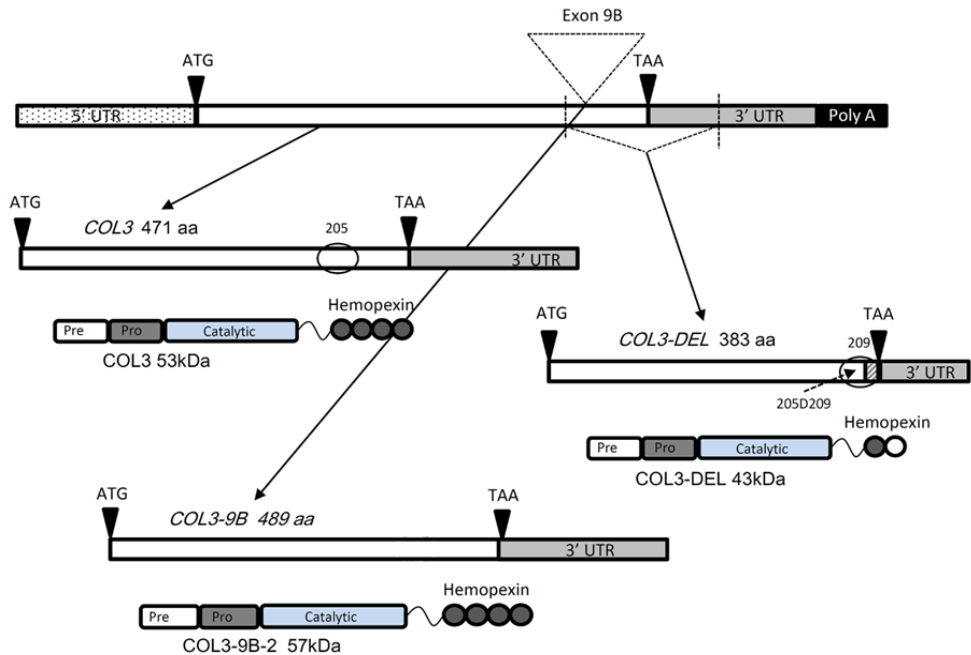 Exon 9B
ATG
TAA
5' UTR
3' UTR
Poly A
ATG
COL3 471 aa
205
TAA
3' UTR
Pre
Pro
Catalytic
Hemopexin
COL3 53kDa
ATG
COL3-DEL 383 aa
209
TAA
3' UTR
205D209
Pre
Pro
Catalytic
Hemopexin
COL3-DEL 43kDa
ATG
COL3-9B 489 aa
TAA
3' UTR
Pre
Pro
Catalytic
Hemopexin
COL3-9B-2 57kDa